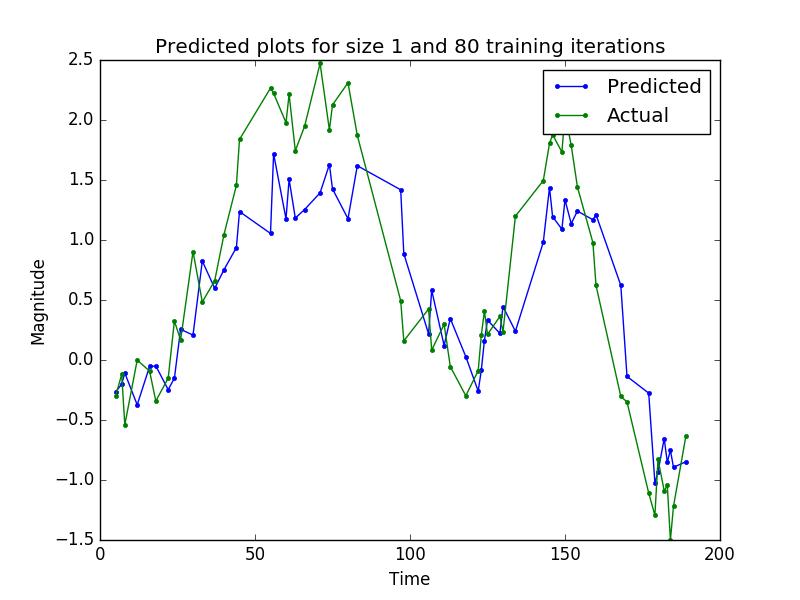 Predicted plots for size 1 and 80 training iterations
2.5
2.0
1.5
1.0
0.5
0.0
−0.5
−1.0
−1.5
Magnitude
Predicted
Actual
0 50 100 150 200
Time